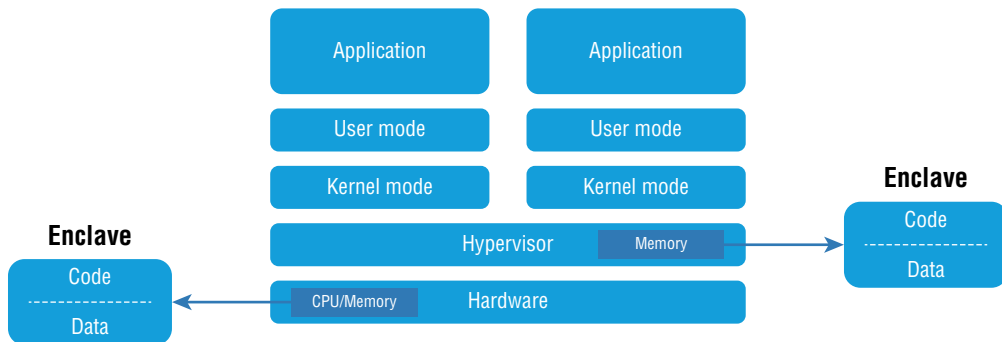 Application
Application
User mode
User mode
Kernel mode
Kernel mode
Enclave
Code
Data
Enclave
Code
Data
Hypervisor
Memory
CPU/Memory
Hardware